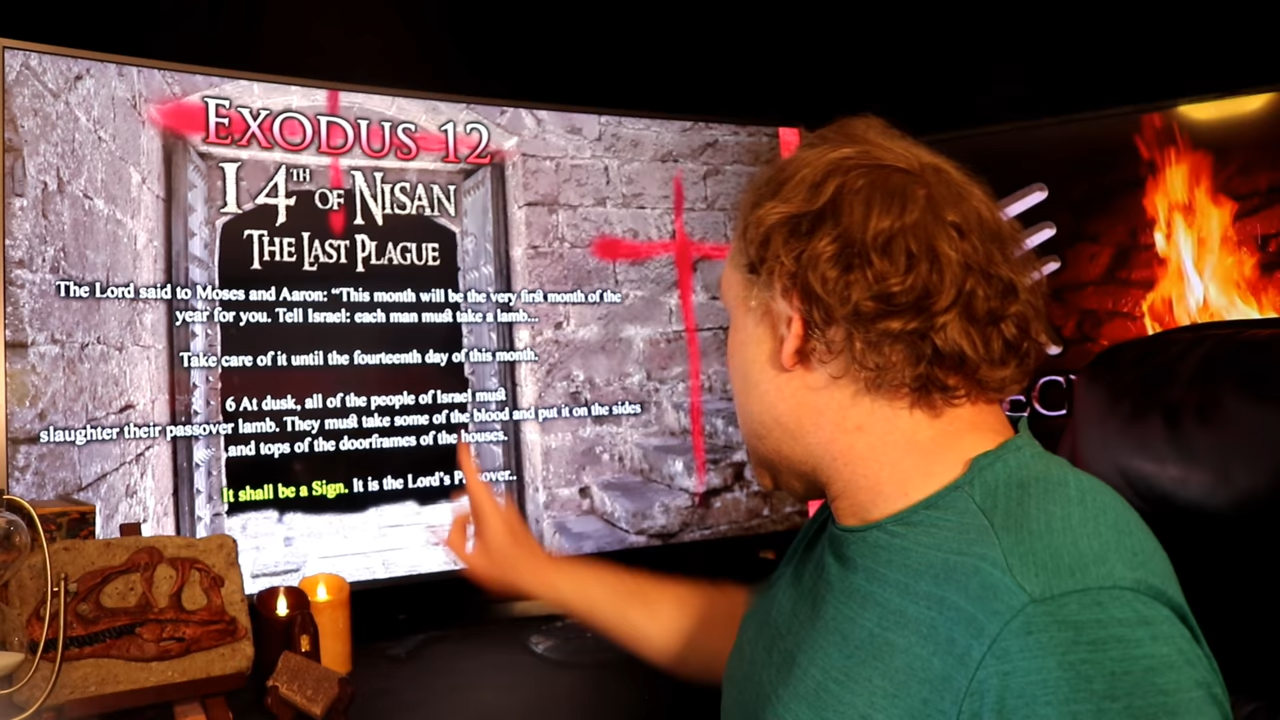 EXODUS 12
14TH OF NISAN
THE LAST PLAGUE
The Lord said to Moses and Aaron: “This month will be the very first month of the
year for you. Tell Israel: each man must take a lamb...
Take care of it until the fourteenth day of this month.
6 At dusk, all of the people of Israel must
slaughter their passover lamb. They must take some of the blood and put it on the sides
and tops of the doorframes of the houses.
It shall be a Sign. It is the Lord’s Passover..